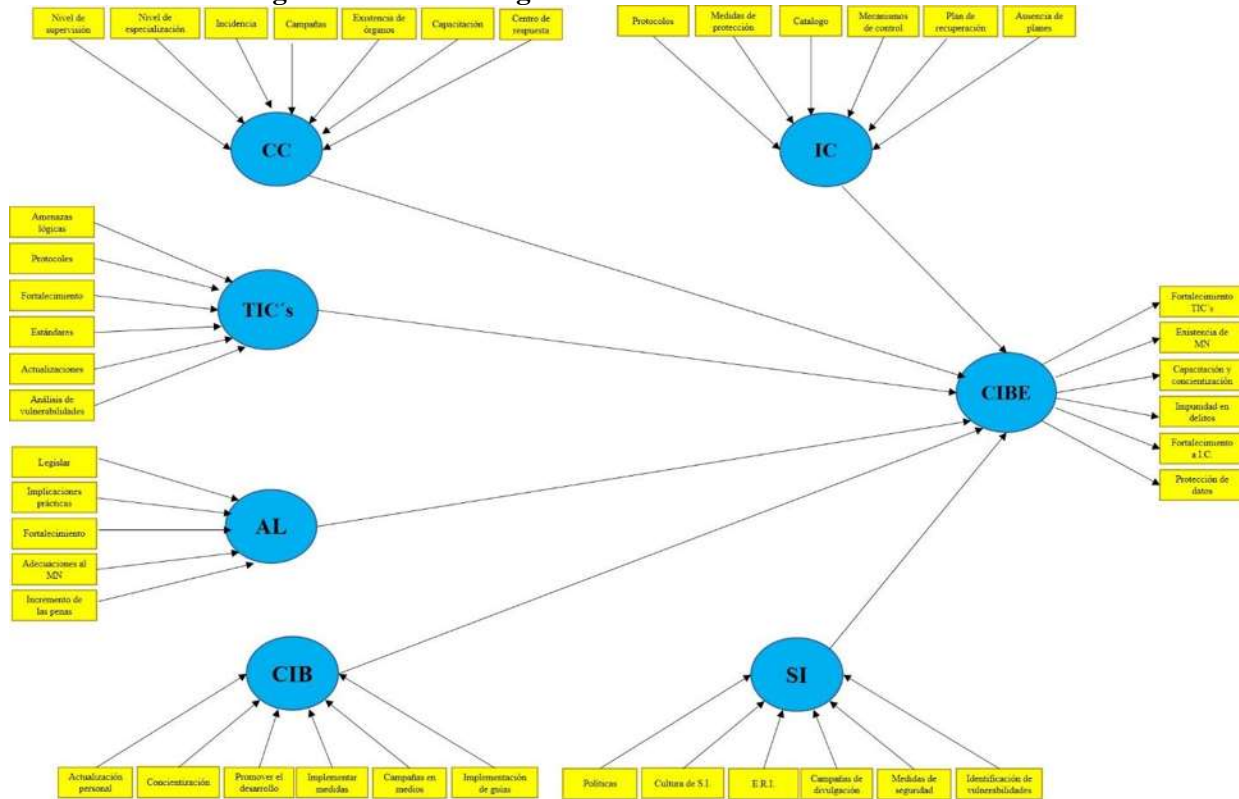 Nivel de
supervisión
Nivel de
especialización
Incidencia
Campañas
Existencia de
órganos
Capacitación
Centro de
respuesta
Protocolos
Medidas de
protección
Catalogo
Mecanismos
de control
Plan de
recuperación
Ausencia de
planes
CC
IC
Amenazas
lógicas
Protocoles
Fortalecimiento
Estándares
Actualizaciones
Análisis de
vulnerabilidades
TIC´s
Fortalecimiento
TIC´s
Existencia de
MN
Capacitación y
concientización
Impunidad en
delitos
Fortalecimiento
a I.C.
Protección de
datos
CIBE
Legislar
Implicaciones
prácticas
Fortalecimiento
Adecuaciones al
MN
Incremento de
las penas
AL
CIB
SI
Actualización
personal
Concientización
Promover el
desarrollo
Implementar
medidas
Campañas en
medios
Implementación
de guías
Políticas
Cultura de S.I.
E.R.I.
Campañas de
divulgación
Medidas de
seguridad
Identificación de
vulnerabilidades